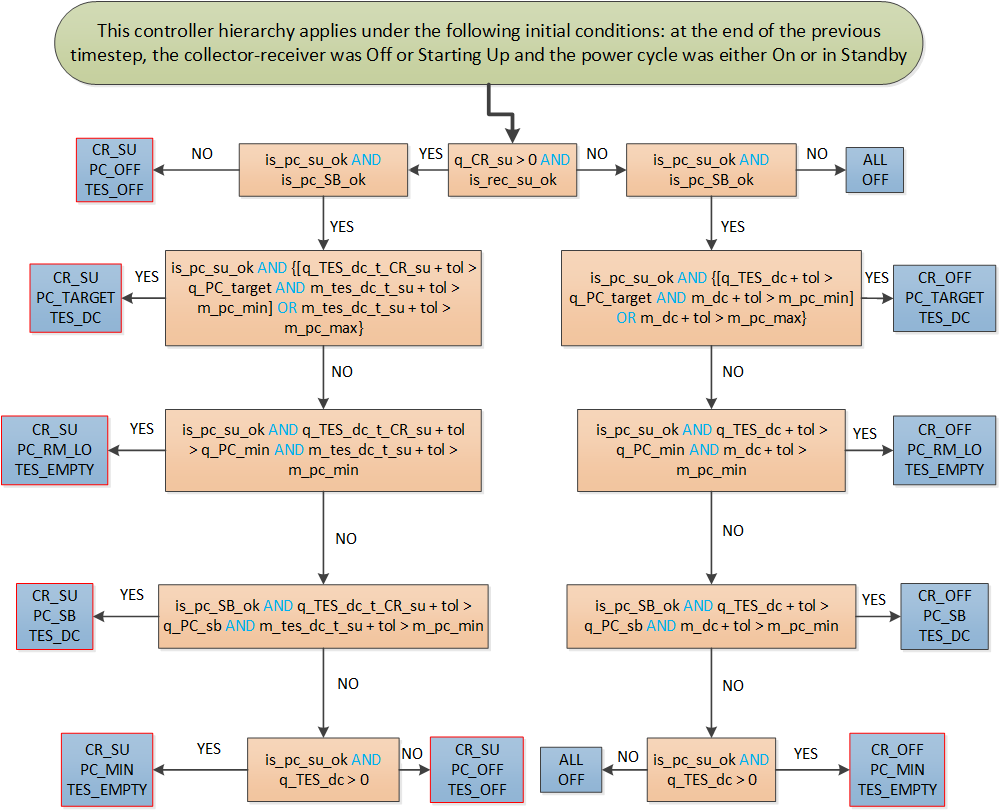 This controller hierarchy applies under the following initial conditions: at the end of the previous
timestep, the collector-receiver was Off or Starting Up and the power cycle was either On or in Standby
CR_SU
PC_OFF
TES_OFF
NO
is_pc_su_ok AND
is_pc_SB_ok
YES
q_CR_su > 0 AND
is_rec_su_ok
NO
is_pc_su_ok AND
is_pc_SB_ok
NO
ALL
OFF
YES
YES
CR_SU
PC_TARGET
TES_DC
YES
is_pc_su_ok AND {[q_TES_dc_t_CR_su + tol >
q_PC_target AND m_tes_dc_t_su + tol >
m_pc_min] OR m_tes_dc_t_su + tol >
m_pc_max}
is_pc_su_ok AND {[q_TES_dc + tol >
q_PC_target AND m_dc + tol > m_pc_min]
OR m_dc + tol > m_pc_max}
YES
CR_OFF
PC_TARGET
TES_DC
NO
NO
CR_SU
PC_RM_LO
TES_EMPTY
YES
is_pc_su_ok AND q_TES_dc_t_CR_su + tol
> q_PC_min AND m_tes_dc_t_su + tol >
m_pc_min
is_pc_su_ok AND q_TES_dc + tol >
q_PC_min AND m_dc + tol >
m_pc_min
YES
CR_OFF
PC_RM_LO
TES_EMPTY
NO
NO
CR_SU
PC_SB
TES_DC
YES
is_pc_SB_ok AND q_TES_dc_t_CR_su + tol >
q_PC_sb AND m_tes_dc_t_su + tol > m_pc_min
is_pc_SB_ok AND q_TES_dc + tol >
q_PC_sb AND m_dc + tol > m_pc_min
YES
CR_OFF
PC_SB
TES_DC
NO
NO
CR_SU
PC_MIN
TES_EMPTY
YES
is_pc_su_ok AND
q_TES_dc > 0
NO
CR_SU
PC_OFF
TES_OFF
ALL
OFF
NO
is_pc_su_ok AND
q_TES_dc > 0
YES
CR_OFF
PC_MIN
TES_EMPTY